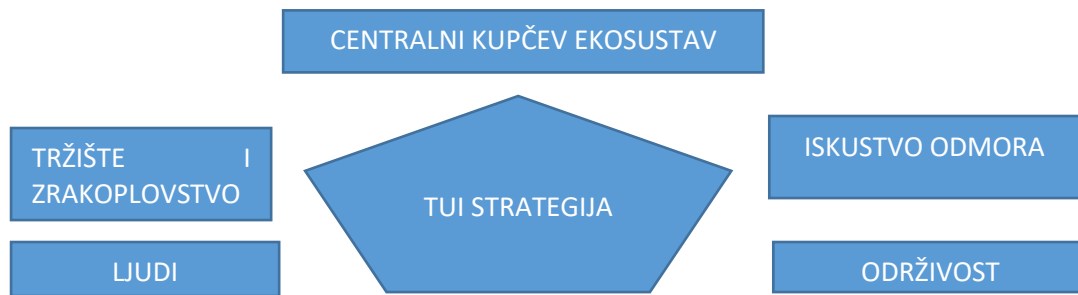 CENTRALNI KUPČEV EKOSUSTAV
TRŽIŠTE I
ZRAKOPLOVSTVO
ISKUSTVO ODMORA
TUI STRATEGIJA
LJUDI
ODRŽIVOST